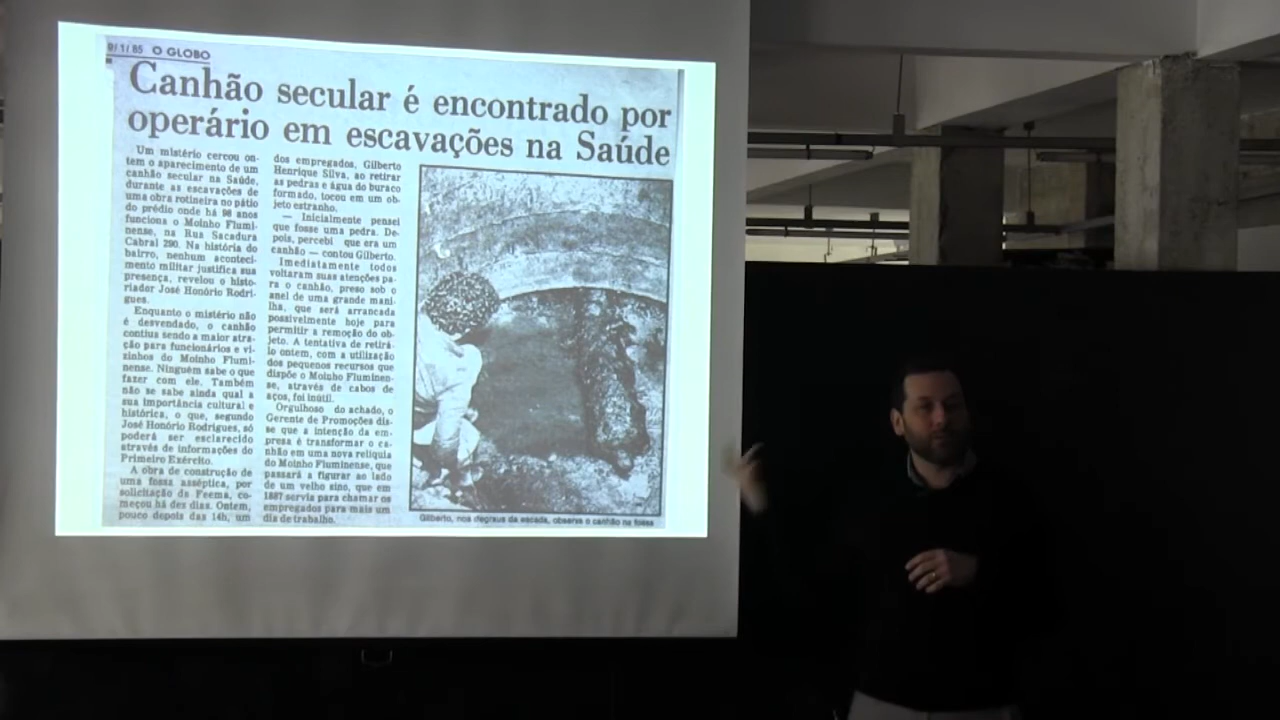 9/1/85 O GLOBO
Canhão secular é encontrado por
operário em escavações na Saúde
Um mistério cercou on-
tem o aparecimento de um
canhão secular na Saúde,
durante as escavações de
uma obra rotineira no pátio
do prédio onde há 98 anos
funciona o Moinho Flumi-
nense, na Rua Sacadura
Cabral 290. Na história do
bairro, nenhum aconteci-
mento militar justifica sua
presença, revelou o histo-
riador José Honório Rodri-
gues.
Enquanto o mistério não
é desvendado, o canhão
contius sendo a maior atra-
ção para funcionários e vi-
zinhos do Moinho Flumi-
nense. Ninguém sabe o que
fazer com ele. Também
não se sabe ainda qual a
sua importância cultural e
histórica, o que, segundo
José Honório Rodrigues, só
poderá ser esclarecido
através de informações do
Primeiro Exército.
A obra de construção de
uma fossa asséptica, por
solicitação da Feema, co-
meçou há dez dias. Ontem,
pouco depois das 14h, um
dos empregados, Gilberto
Henrique Silva, ao retirar
as pedras e água do buraco
formado, tocou em um ob-
jeto estranho.
— Inicialmente pensei
que fosse uma pedra. De-
pois, percebi que era um
canhão — contou Gilberto.
Imediatamente todos
voltaram suas atenções pa-
ra o canhão, preso sob o
anel de uma grande mani-
lha, que será arrancada
possivelmente hoje para
permitir a remoção do ob-
jeto. A tentativa de retirá-
lo ontem, com a utilização
dos pequenos recursos que
dispõe o Moinho Fluminen-
se, através de cabos de
aços, foi inútil.
Orgulhoso do achado, o
Gerente de Promoções dis-
se que a intenção da em-
presa é transformar o ca-
nhão em uma nova relíquia
do Moinho Fluminense, que
passará a figurar ao lado
de um velho sino, que em
1887 servia para chamar os
empregados para mais um
dia de trabalho.
Gilberto, nos degraus da escada, observa o canhão na fossa